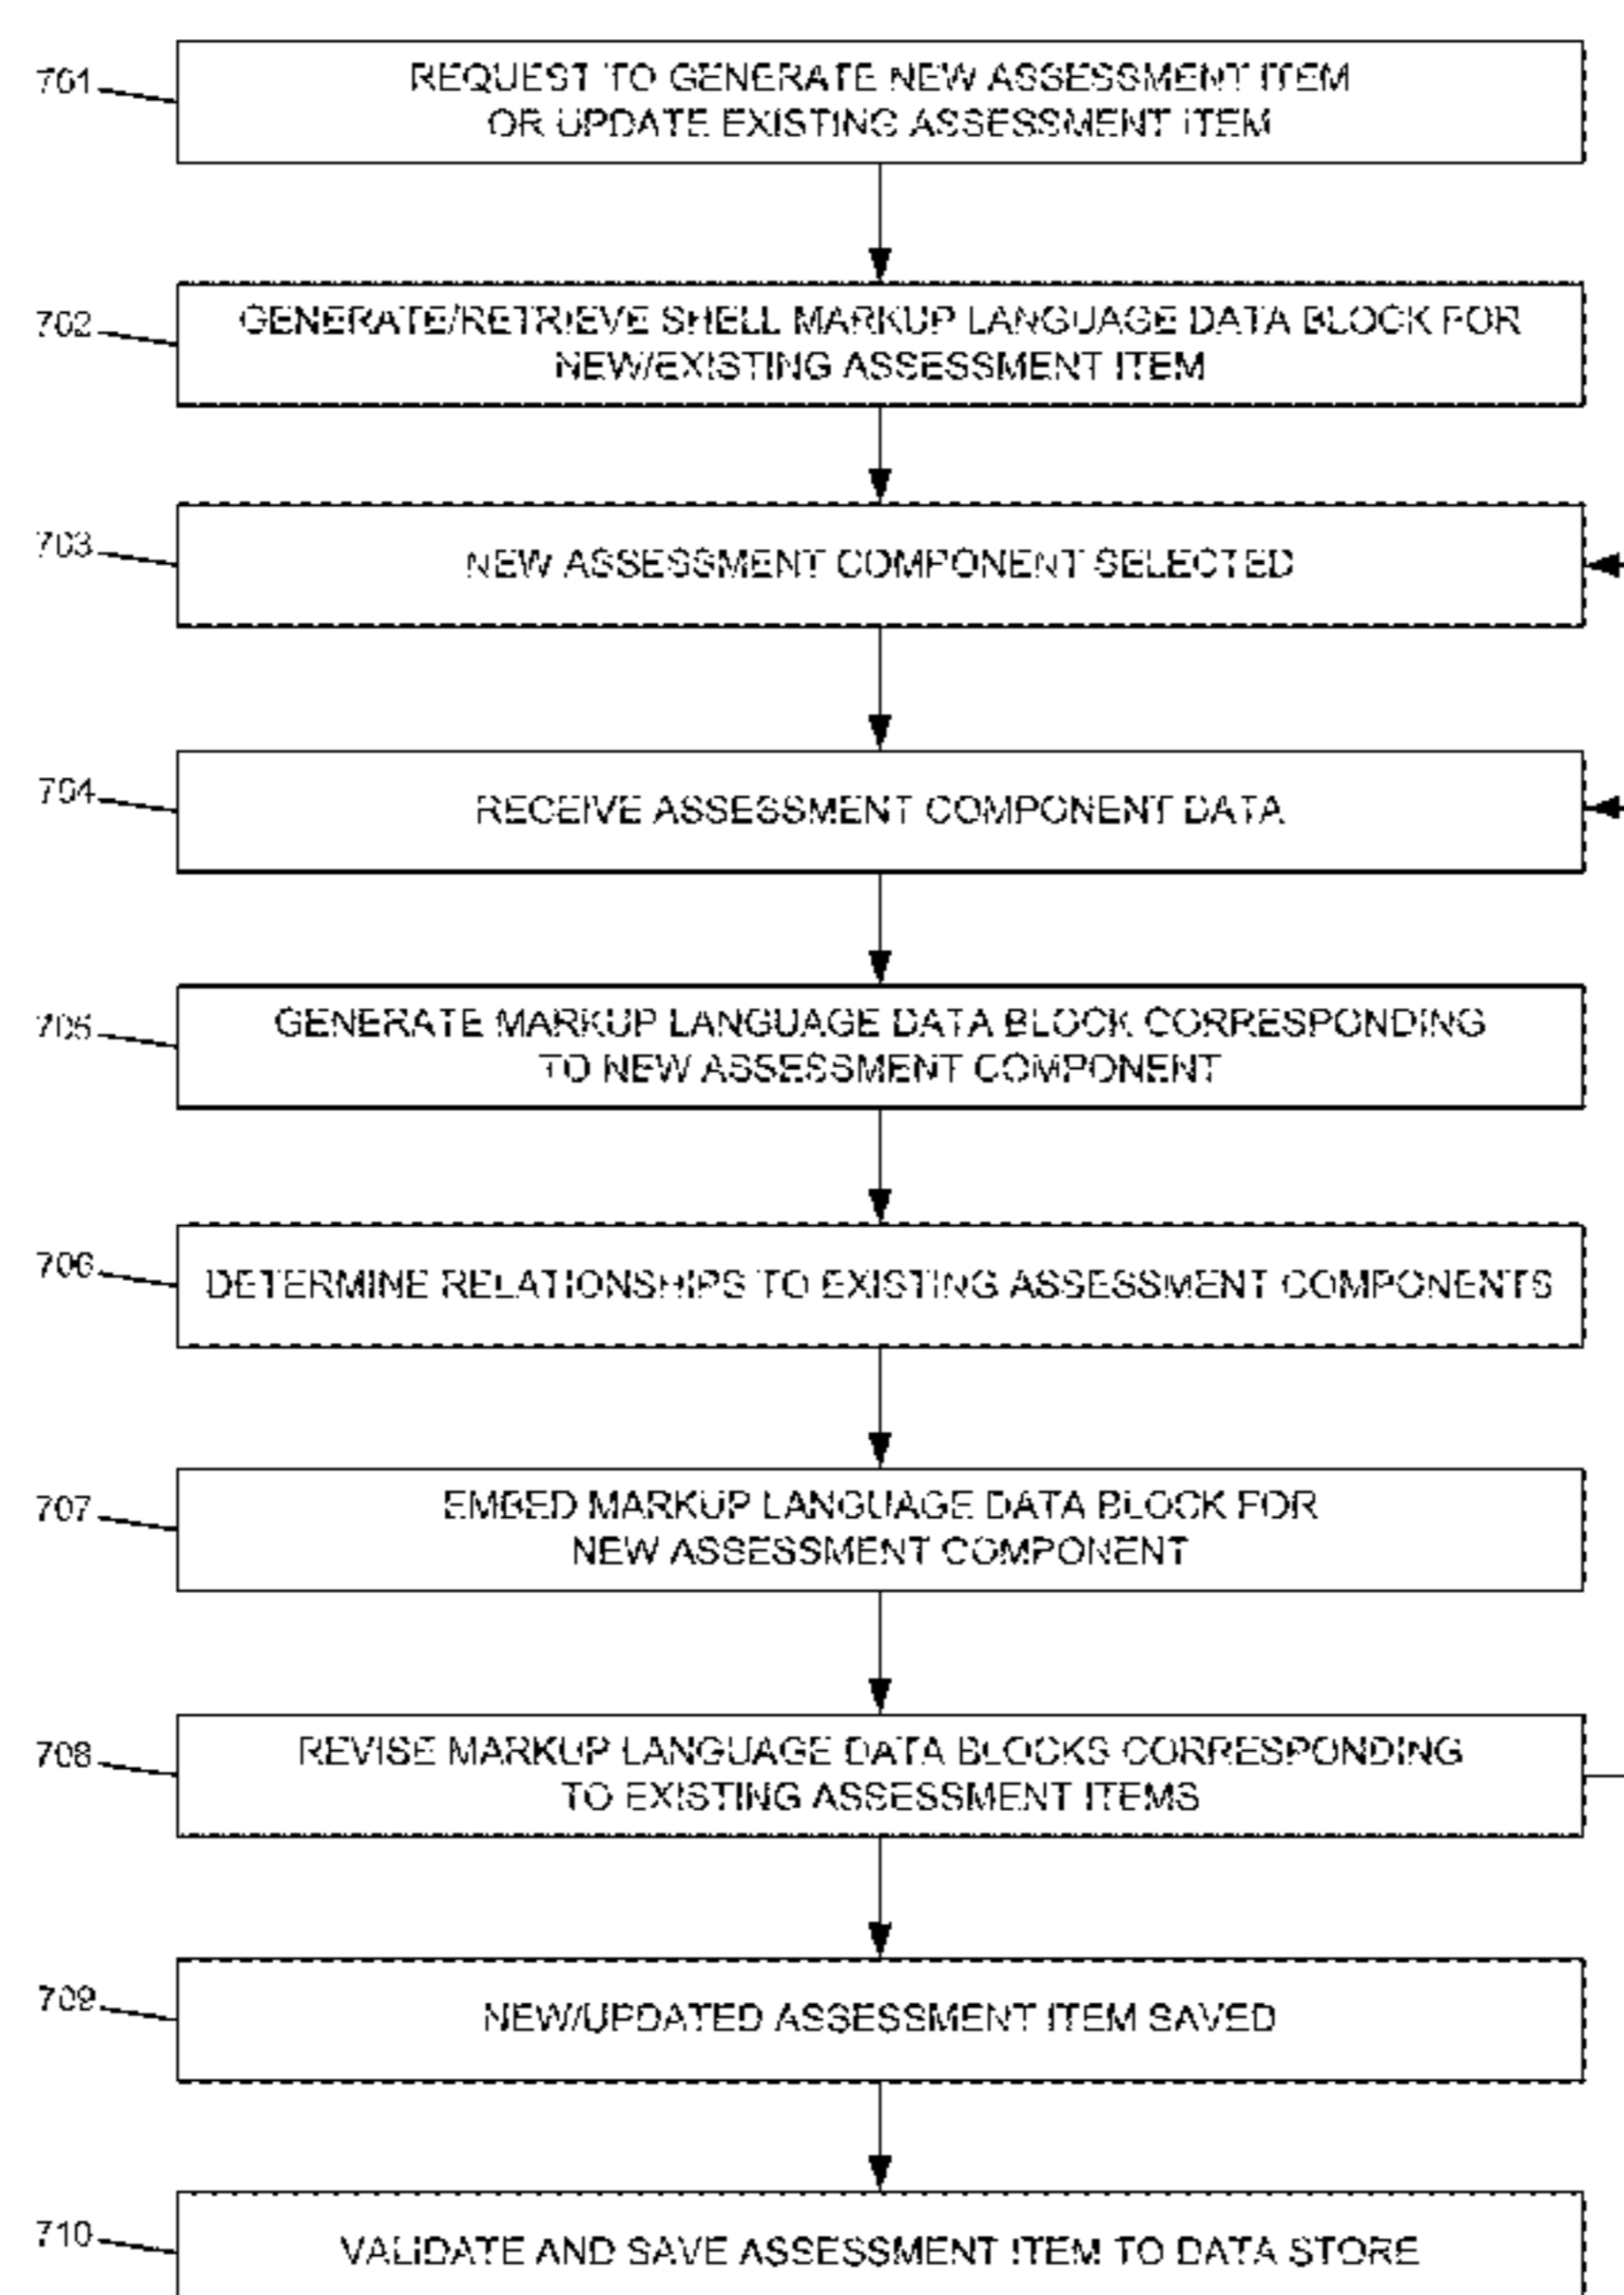 701
REQUEST TO GENERATE NEW ASSESSMENT ITEM
OR UPDATE EXISTING ASSESSMENT ITEM
702
GENERATE/RETRIEVE SHELL MARKUP LANGUAGE DATA BLOCK FOR
NEW/EXISTING ASSESSMENT ITEM
703
NEW ASSESSMENT COMPONENT SELECTED
704
RECEIVE ASSESSMENT COMPONENT DATA
705
GENERATE MARKUP LANGUAGE DATA BLOCK CORRESPONDING
TO NEW ASSESSMENT COMPONENT
706
DETERMINE RELATIONSHIPS TO EXISTING ASSESSMENT COMPONENTS
707
EMBED MARKUP LANGUAGE DATA BLOCK FOR
NEW ASSESSMENT COMPONENT
708
REVISE MARKUP LANGUAGE DATA BLOCKS CORRESPONDING
TO EXISTING ASSESSMENT ITEMS
709
NEW/UPDATED ASSESSMENT ITEM SAVED
710
VALIDATE AND SAVE ASSESSMENT ITEM TO DATA STORE